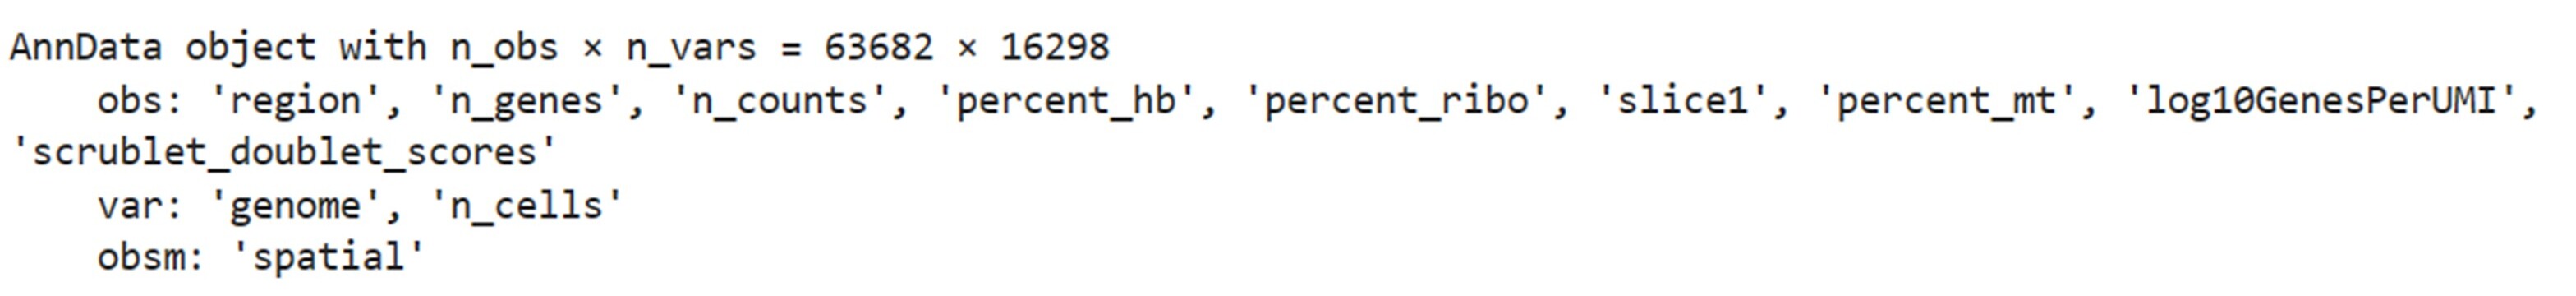 AnnData object with n_obs × n_vars = 63682 × 16298
    obs: 'region', 'n_genes', 'n_counts', 'percent_hb', 'percent_ribo', 'slice1', 'percent_mt', 'log10GenesPerUMI',
'scrublet_doublet_scores'
    var: 'genome', 'n_cells'
    obsm: 'spatial'